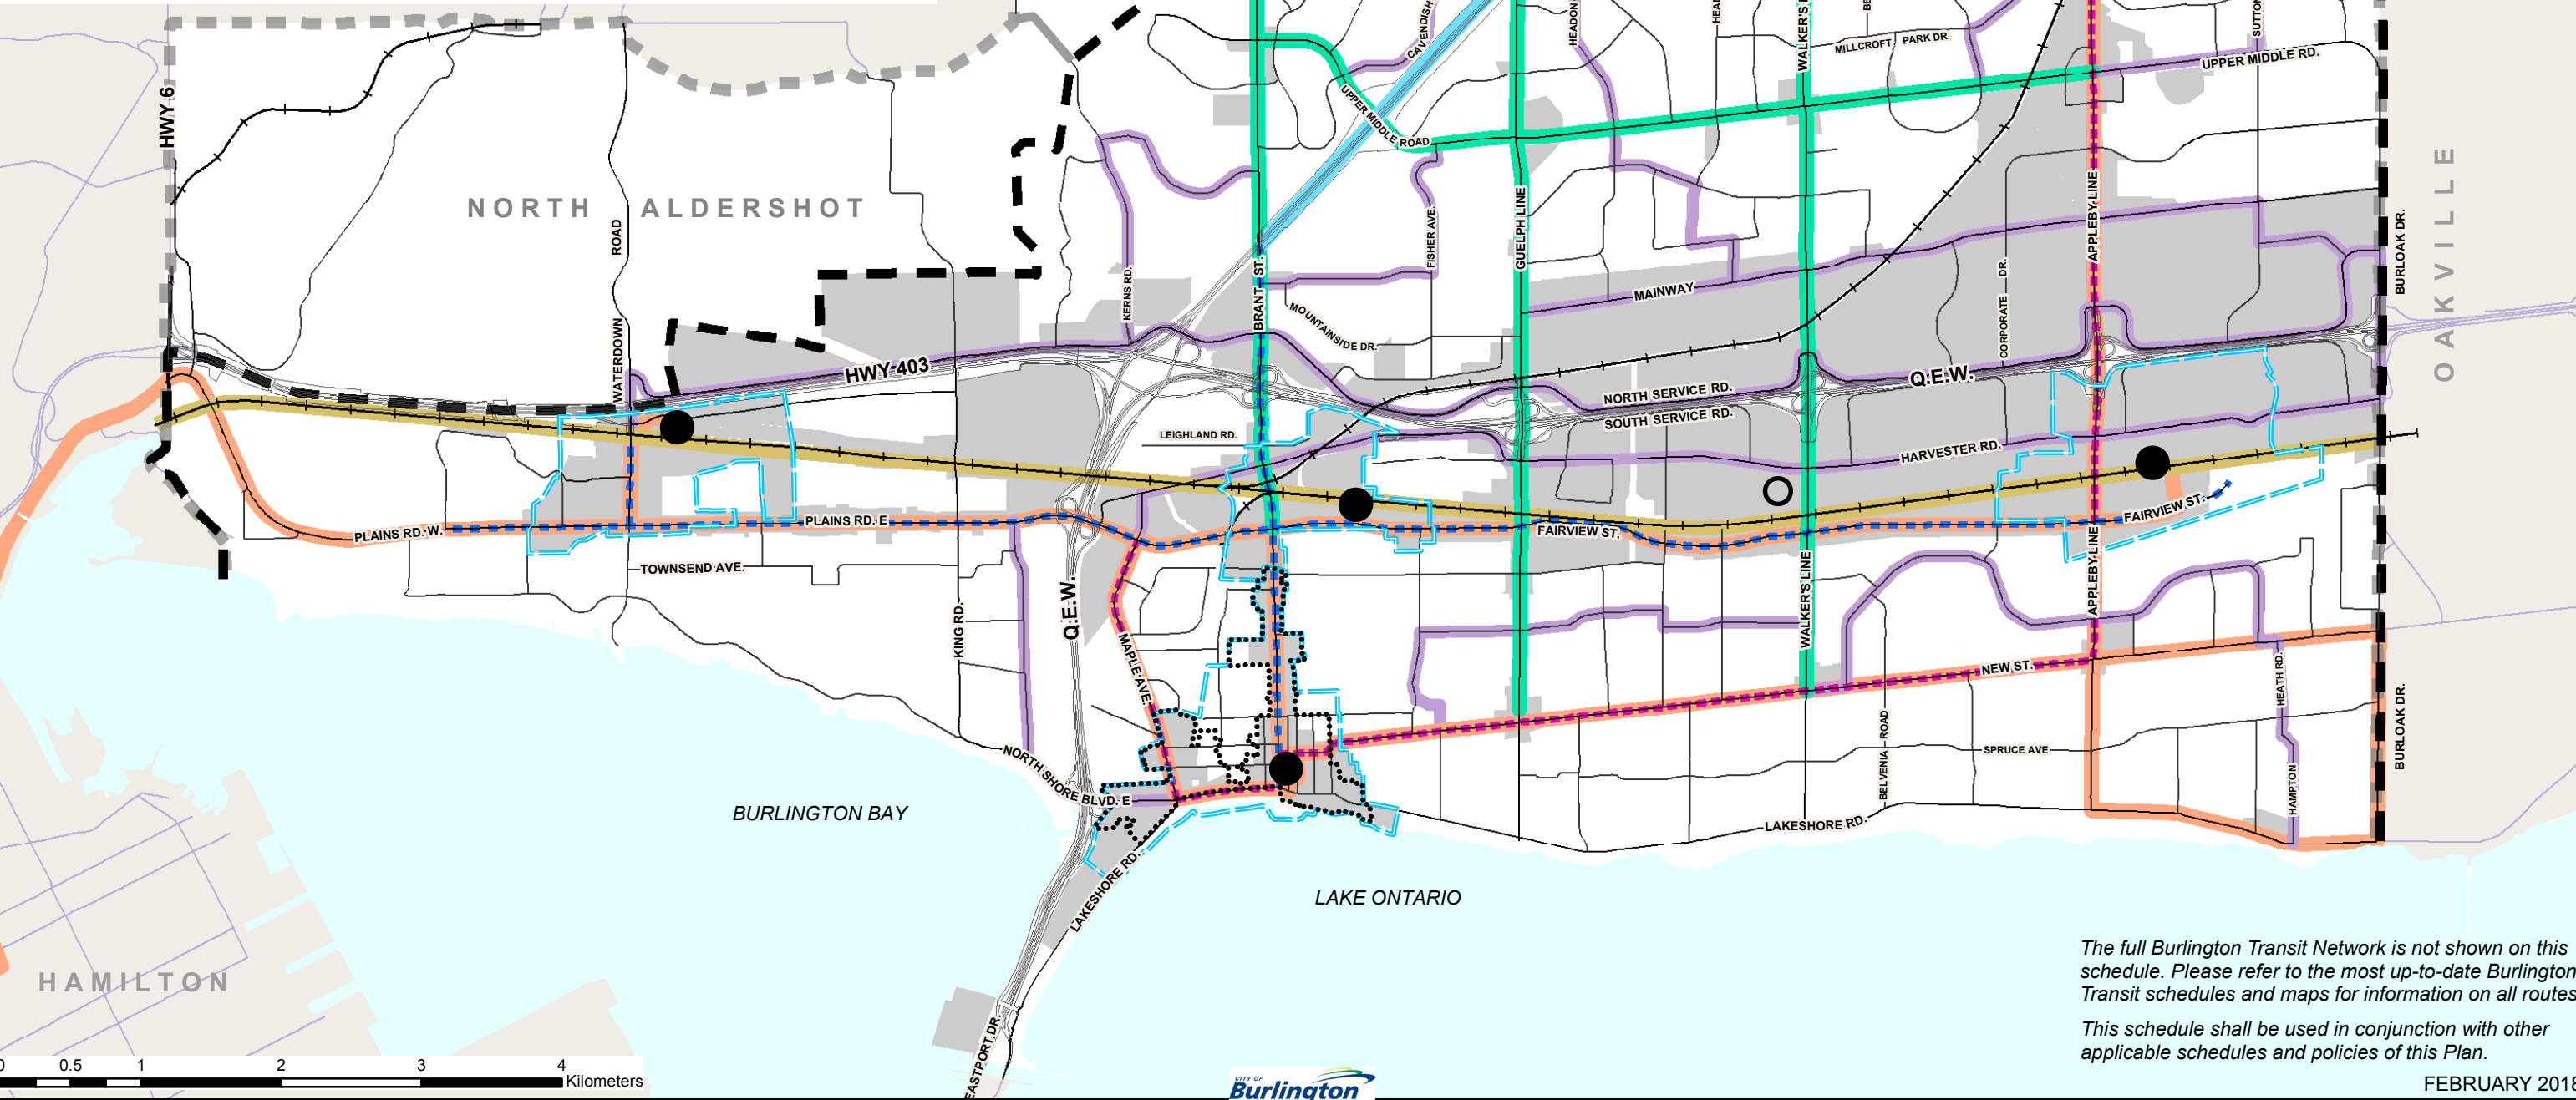 CAVENDISH
HEADON
WALKER'S
MILLCROFT PARK DR.
SUTTON
UPPER MIDDLE RD.
HWY 6
UPPER MIDDLE ROAD
NORTH ALDERSHOT
ROAD
WATERDOWN
KERNS RD.
BRANT ST.
FISHER AVE.
GUELPH LINE
APPLEBY LINE
BURLOAK DR.
OAKVILLE
MAINWAY
CORPORATE DR.
MOUNTAINSIDE DR.
HWY 403
NORTH SERVICE RD.
SOUTH SERVICE RD.
Q.E.W.
LEIGHLAND RD.
HARVESTER RD.
PLAINS RD. W.
PLAINS RD. E
FAIRVIEW ST.
FAIRVIEW ST.
TOWNSEND AVE.
KING RD.
Q.E.W.
MAPLE AVE.
WALKER'S LINE
APPLEBY LINE
NEW ST.
HEATH RD.
BURLOAK DR.
NORTH SHORE BLVD. E
BELVENIA ROAD
SPRUCE AVE
HAMPTON
LAKESHORE RD.
BURLINGTON BAY
LAKESHORE RD.
LAKE ONTARIO
HAMILTON
EASTPORT DR.
The full Burlington Transit Network is not shown on this
schedule. Please refer to the most up-to-date Burlington
Transit schedules and maps for information on all routes
This schedule shall be used in conjunction with other
applicable schedules and policies of this Plan.
FEBRUARY 2018
0 0.5 1 2 3 4
Kilometers
CITY OF
Burlington